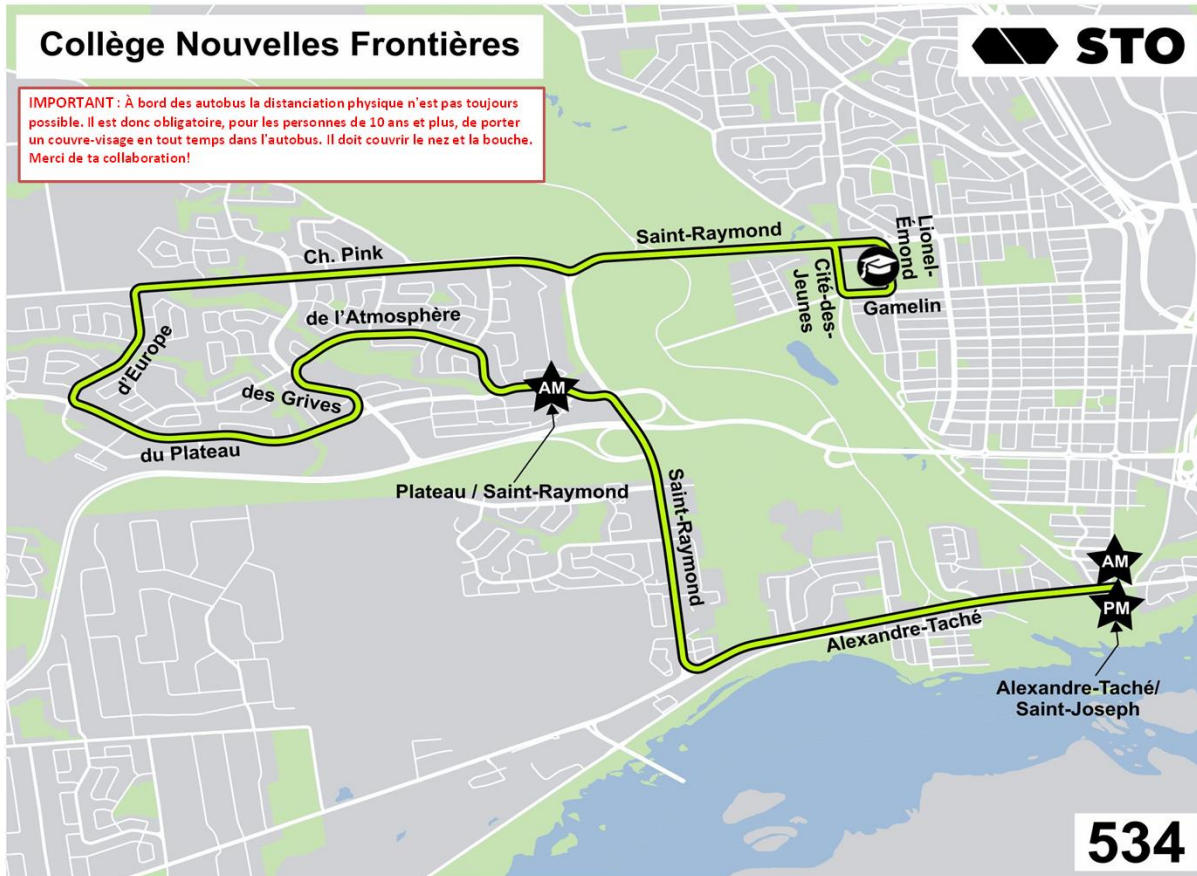 Collège Nouvelles Frontières
STO
IMPORTANT : À bord des autobus la distanciation physique n'est pas toujours
possible. Il est donc obligatoire, pour les personnes de 10 ans et plus, de porter
un couvre-visage en tout temps dans l'autobus. Il doit couvrir le nez et la bouche.
Merci de ta collaboration!
Saint-Raymond
Lionel-
Émond
Ch. Pink
Cité-des-
Jeunes
Gamelin
de l'Atmosphère
d'Europe
des Grives
AM
du Plateau
Plateau / Saint-Raymond
Saint-Raymond
AM
PM
Alexandre-Taché
Alexandre-Taché/
Saint-Joseph
534